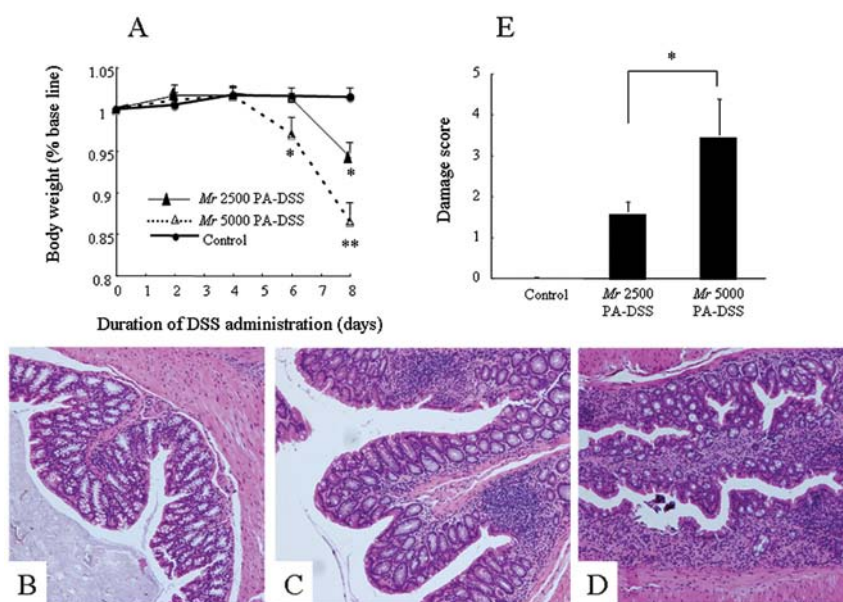 A
Body weight (% base line)
1.05
1
0.95
0.9
0.85
0.8
*
*
**
Mr 2500 PA-DSS
Mr 5000 PA-DSS
Control
0 1 2 3 4 5 6 7 8
Duration of DSS administration (days)
E
Damage score
5
4
3
2
1
0
*
Control
Mr 2500
PA-DSS
Mr 5000
PA-DSS
B
C
D